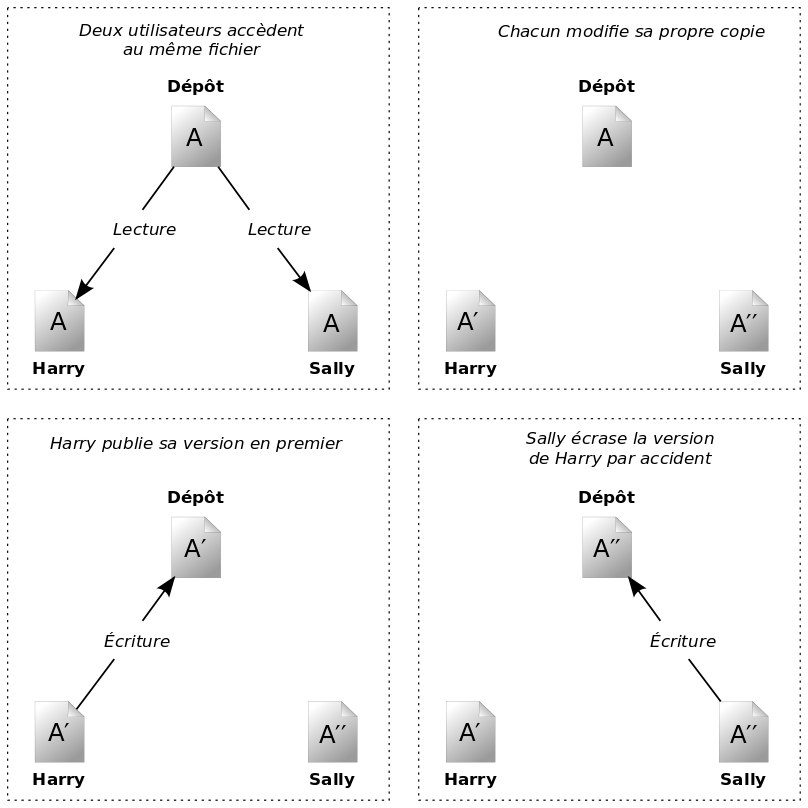 Deux utilisateurs accèdent
au même fichier
Dépôt
A
Lecture
Lecture
A
A
Harry
Sally
Chacun modifie sa propre copie
Dépôt
A
A′
A′′
Harry
Sally
Harry publie sa version en premier
Dépôt
A′
Écriture
A′
A′′
Harry
Sally
Sally écrase la version
de Harry par accident
Dépôt
A′′
Écriture
A′
A′′
Harry
Sally